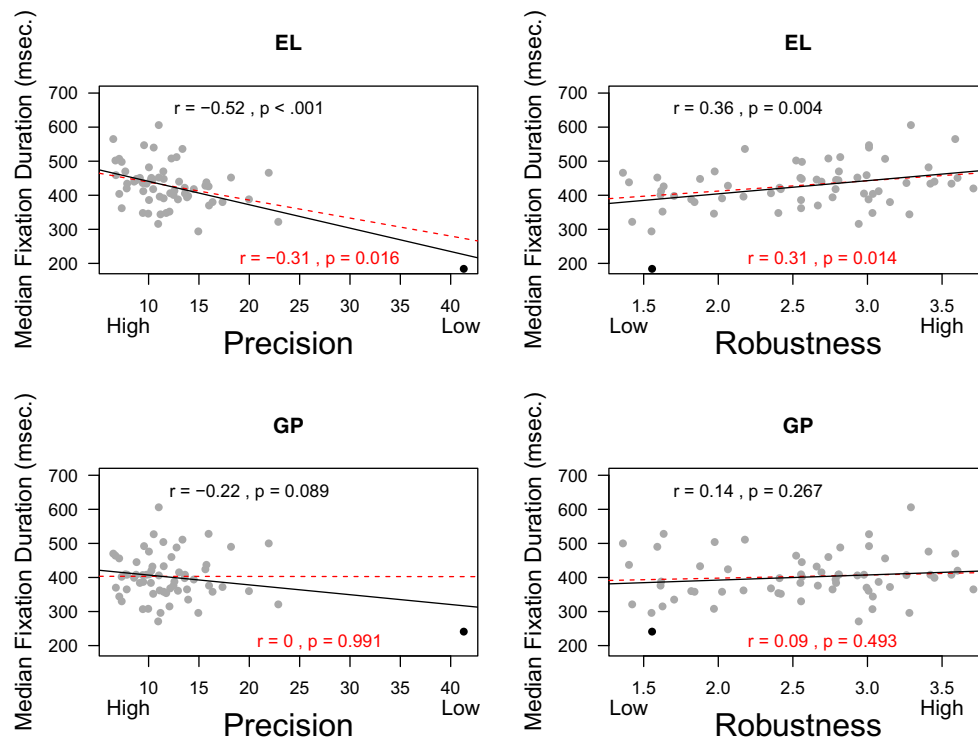 EL
Median Fixation Duration (msec.)
700
600
500
400
300
200
r = −0.52 , p < .001
r = −0.31 , p = 0.016
10 15 20 25 30 35 40
High Low
Precision
EL
Median Fixation Duration (msec.)
700
600
500
400
300
200
r = 0.36 , p = 0.004
r = 0.31 , p = 0.014
1.5 2.0 2.5 3.0 3.5
Low High
Robustness
GP
Median Fixation Duration (msec.)
700
600
500
400
300
200
r = −0.22 , p = 0.089
r = 0 , p = 0.991
10 15 20 25 30 35 40
High Low
Precision
GP
Median Fixation Duration (msec.)
700
600
500
400
300
200
r = 0.14 , p = 0.267
r = 0.09 , p = 0.493
1.5 2.0 2.5 3.0 3.5
Low High
Robustness